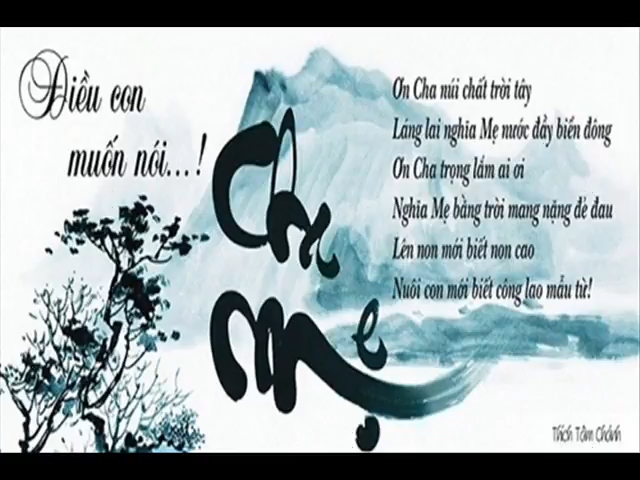 Điều con
muốn nói...!
Cha
Mẹ
Ơn Cha núi chất trời tây
Láng lai nghĩa Mẹ nước đầy biển đông
Ơn Cha trọng lắm ai ơi
Nghĩa Mẹ bằng trời mang nặng đẻ đau
Lên non mới biết non cao
Nuôi con mới biết công lao mẫu từ!
Thích Tâm Chánh